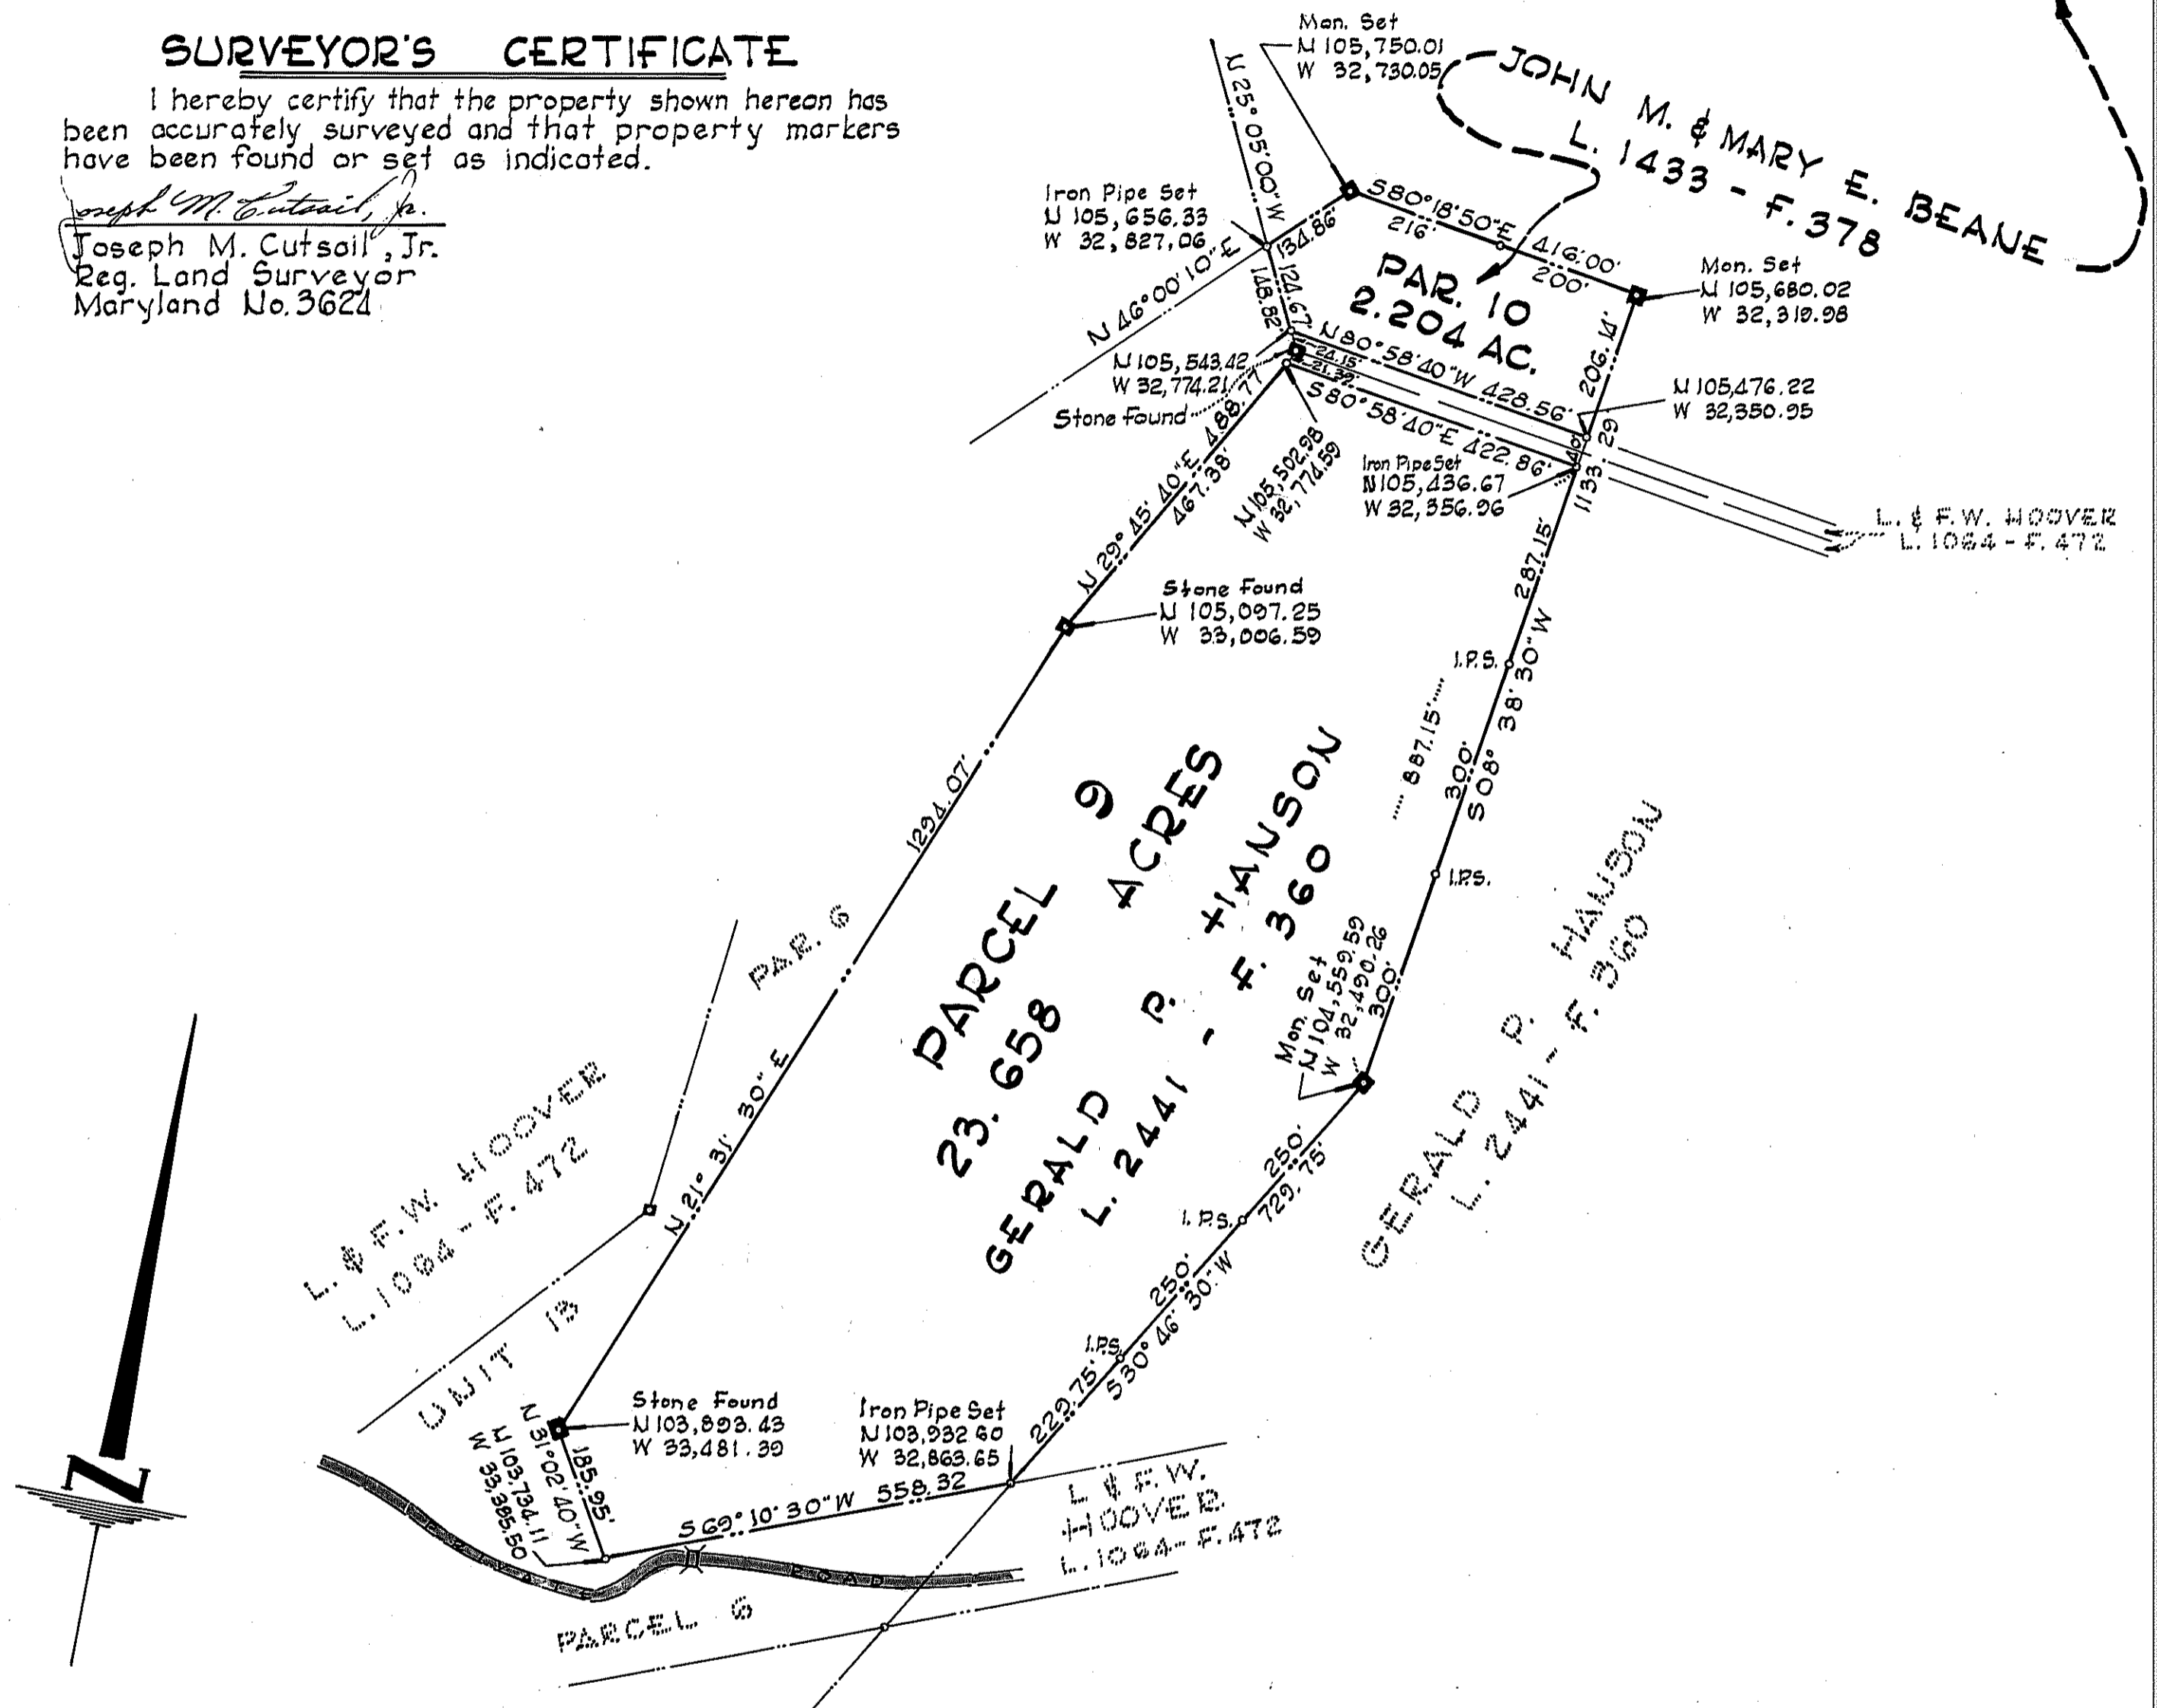 SURVEYOR'S CERTIFICATE
I hereby certify that the property shown hereon has
been accurately surveyed and that property markers
have been found or set as indicated.
Joseph M. Cutsail, Jr.
Joseph M. Cutsail, Jr.
Reg. Land Surveyor
Maryland No. 3624
Mon. Set
N 105,750.01
W 32,730.05
JOHN M. & MARY E. BEANE
L. 1433 - F. 378
N 25° 05' 00" W
Iron Pipe Set
N 105,656.33
W 32,827.06
N 46° 00' 10" E
134.86'
S 80° 18' 50" E 416.00'
216'
200'
Mon. Set
N 105,680.02
W 32,319.98
PAR. 10
2.204 AC.
124.67'
148.82'
206.14'
N 80° 58' 40" W 428.56'
24.15'
21.39'
N 105,543.42
W 32,774.21
Stone Found
S 80° 58' 40" E 422.86'
N 105,476.22
W 32,350.95
40'
1133.29
Iron Pipe Set
N 105,436.67
W 32,356.96
N 105,502.98
W 32,774.59
L. & F.W. HOOVER
L. 1064 - F. 472
N 29° 45' 40" E 488.77'
467.38'
Stone Found
N 105,097.25
W 33,006.59
287.15'
I.P.S.
S 08° 38' 30" W
887.15'
300'
I.P.S.
300'
1294.07'
PARCEL 9
23.658 ACRES
GERALD P. HANSON
L. 2441 - F. 360
GERALD P. HANSON
L. 2441 - F. 360
Mon. Set
N 104,559.59
W 32,490.26
PAR. 6
N 21° 31' 30" E
L. & F.W. HOOVER
L. 1064 - F. 472
UNIT 13
250'
729.75'
I.P.S.
250'
S 30° 46' 30" W
I.P.S.
229.75'
Stone Found
N 103,893.43
W 33,481.39
Iron Pipe Set
N 103,932.60
W 32,863.65
185.95'
N 31° 02' 40" W
N 103,734.11
W 33,385.50
S 69° 10' 30" W 558.32
L & F.W.
HOOVER
L. 1064 - F. 472
ROAD
PARCEL 6
N